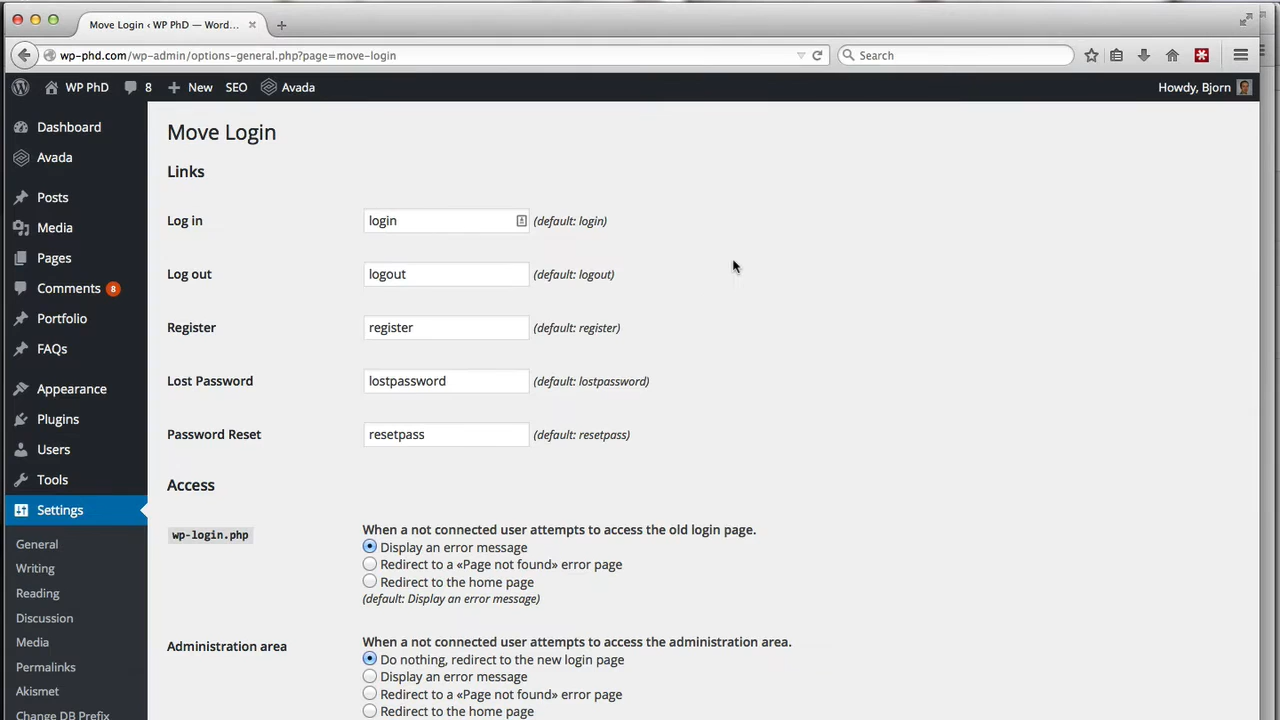 Move Login ‹ WP PhD — Word...
wp-phd.com/wp-admin/options-general.php?page=move-login
Search
WP PhD
8
New
SEO
Avada
Howdy, Bjorn
Dashboard
Avada
Posts
Media
Pages
Comments 8
Portfolio
FAQs
Appearance
Plugins
Users
Tools
Settings
General
Writing
Reading
Discussion
Media
Permalinks
Akismet
Change DB Prefix
Move Login
Links
Log in login (default: login)
Log out logout (default: logout)
Register register (default: register)
Lost Password lostpassword (default: lostpassword)
Password Reset resetpass (default: resetpass)
Access
wp-login.php
When a not connected user attempts to access the old login page.
Display an error message
Redirect to a «Page not found» error page
Redirect to the home page
(default: Display an error message)
Administration area
When a not connected user attempts to access the administration area.
Do nothing, redirect to the new login page
Display an error message
Redirect to a «Page not found» error page
Redirect to the home page